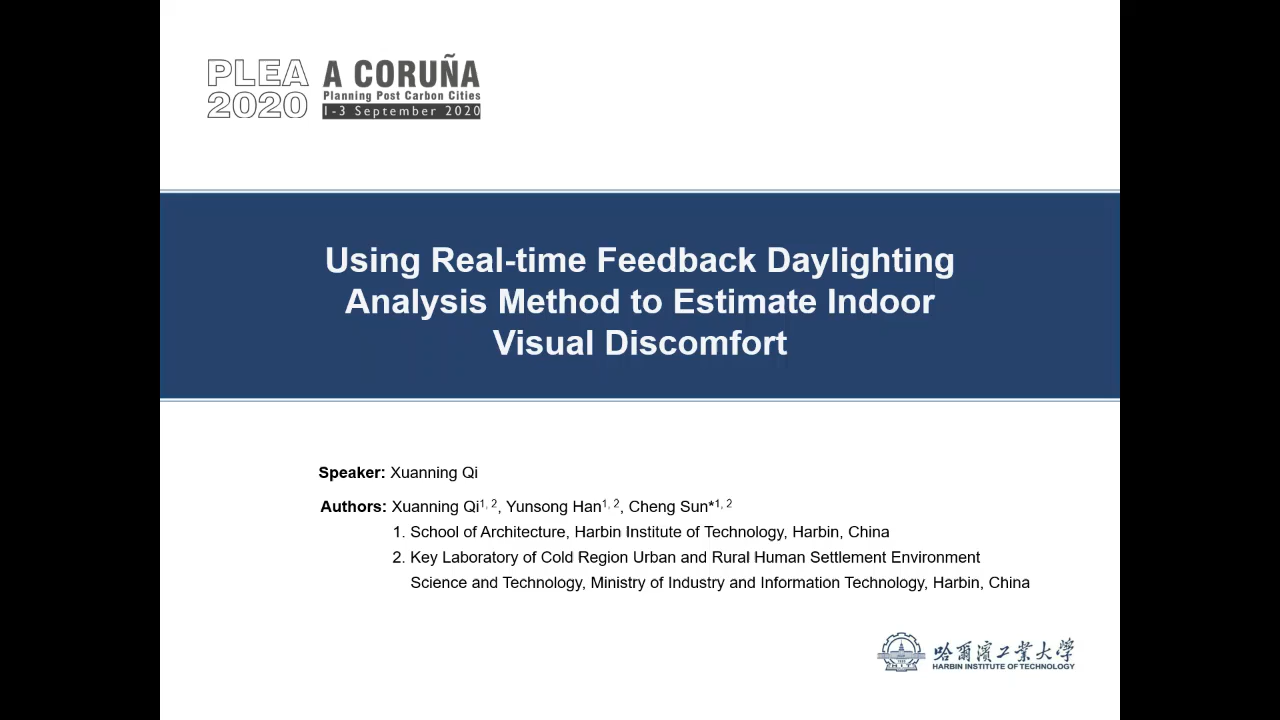 PLEA
2020
A CORUÑA
Planning Post Carbon Cities
1-3 September 2020
Using Real-time Feedback Daylighting
Analysis Method to Estimate Indoor
Visual Discomfort
Speaker: Xuanning Qi
Authors: Xuanning Qi1, 2, Yunsong Han1, 2, Cheng Sun*1, 2
1. School of Architecture, Harbin Institute of Technology, Harbin, China
2. Key Laboratory of Cold Region Urban and Rural Human Settlement Environment
Science and Technology, Ministry of Industry and Information Technology, Harbin, China
哈爾濱工業大学
HARBIN INSTITUTE OF TECHNOLOGY